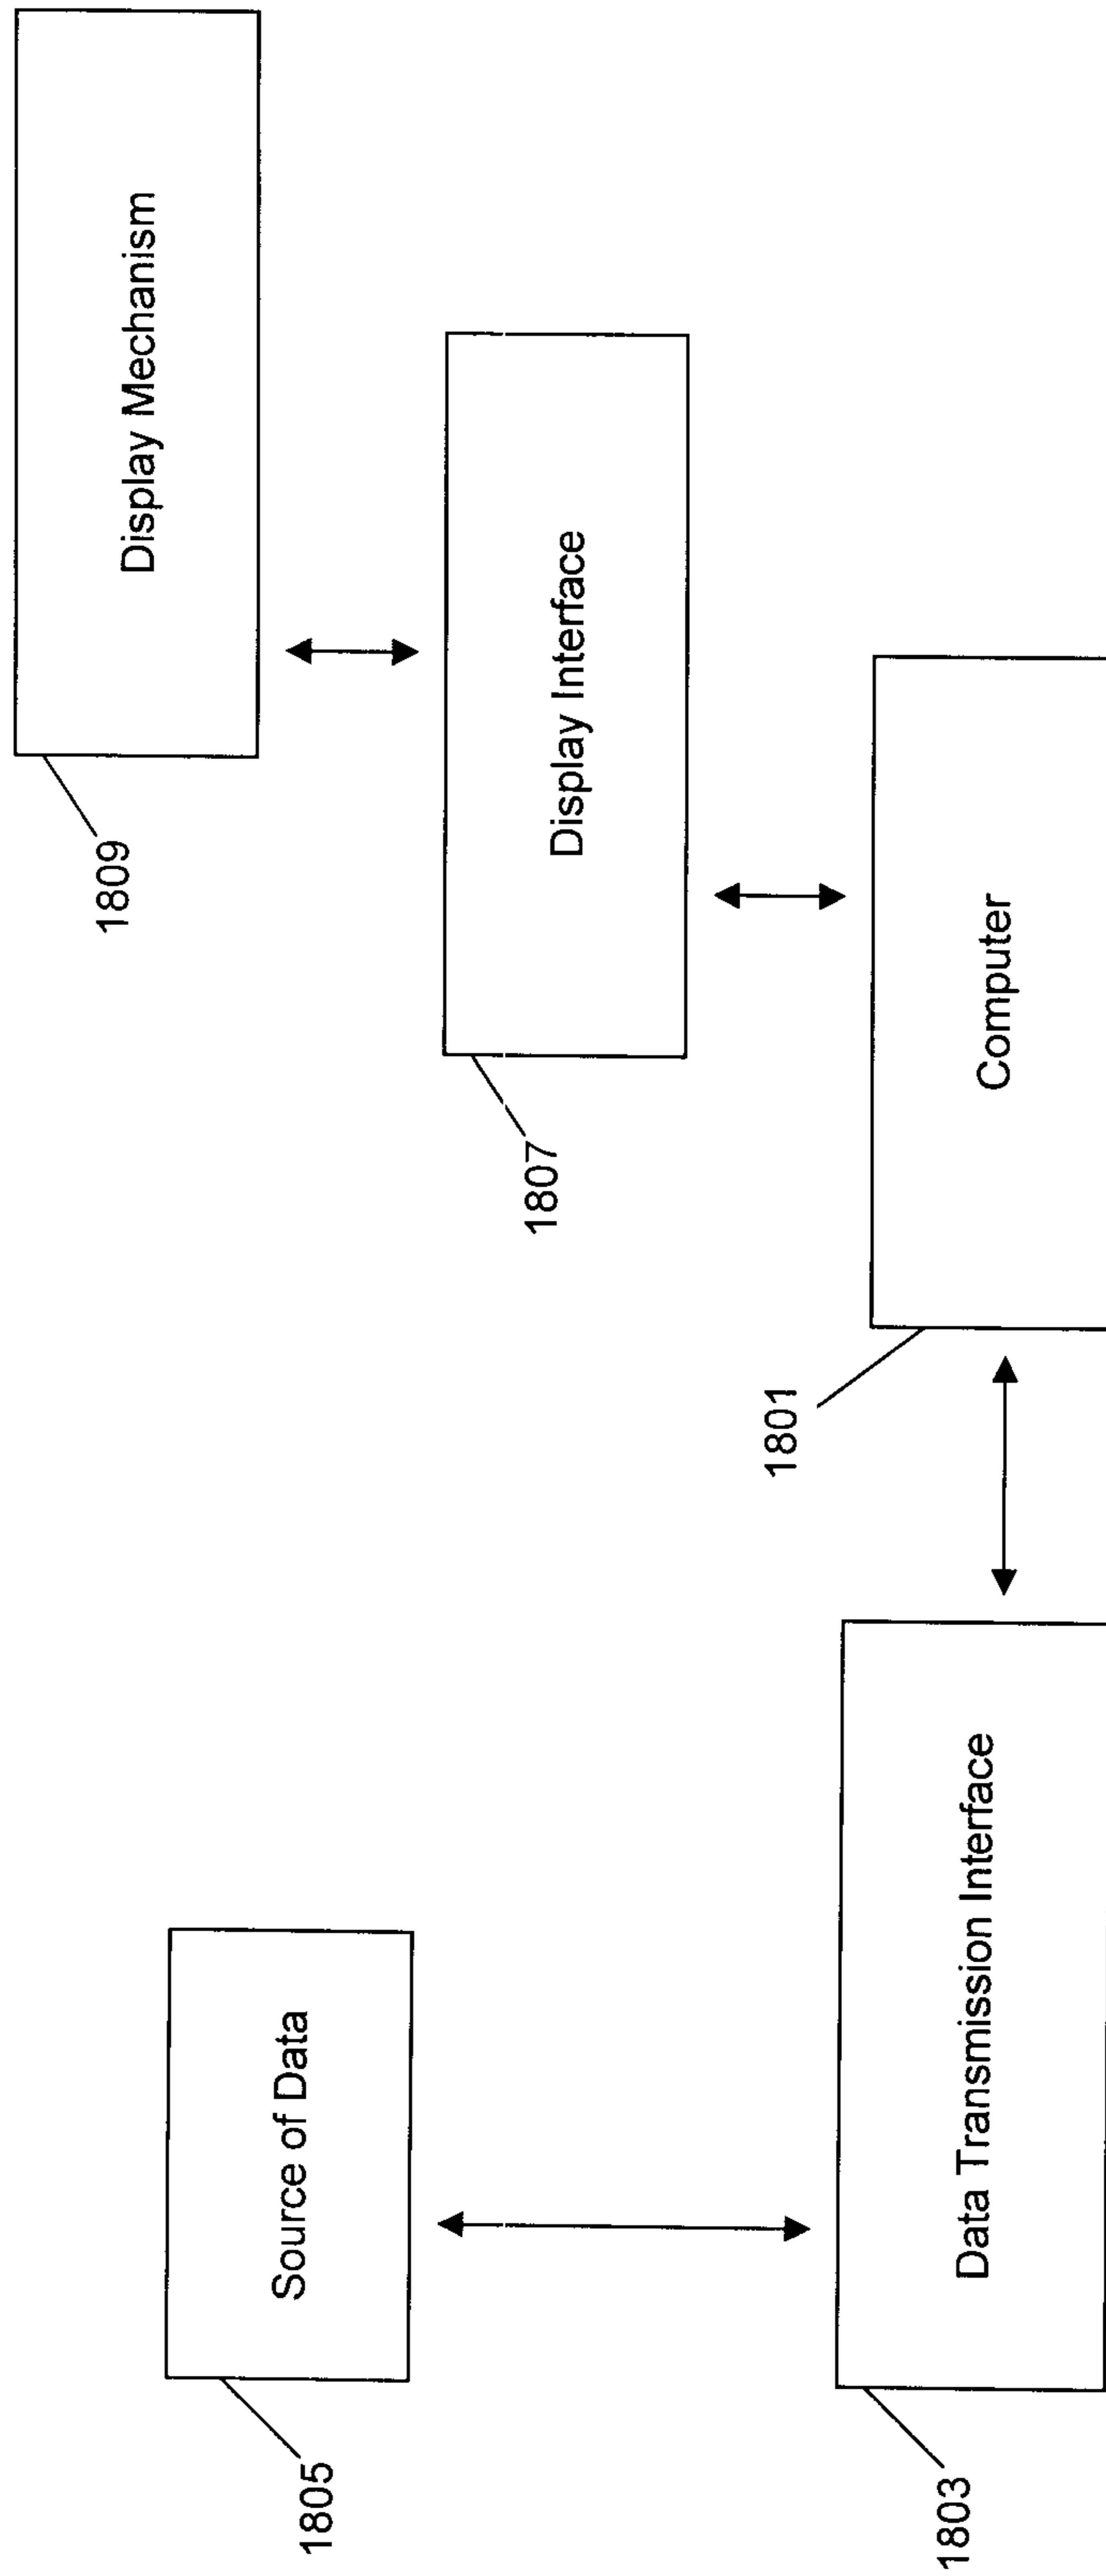 Display Mechanism
1809
Display Interface
1807
Source of Data
1805
Computer
1801
Data Transmission Interface
1803